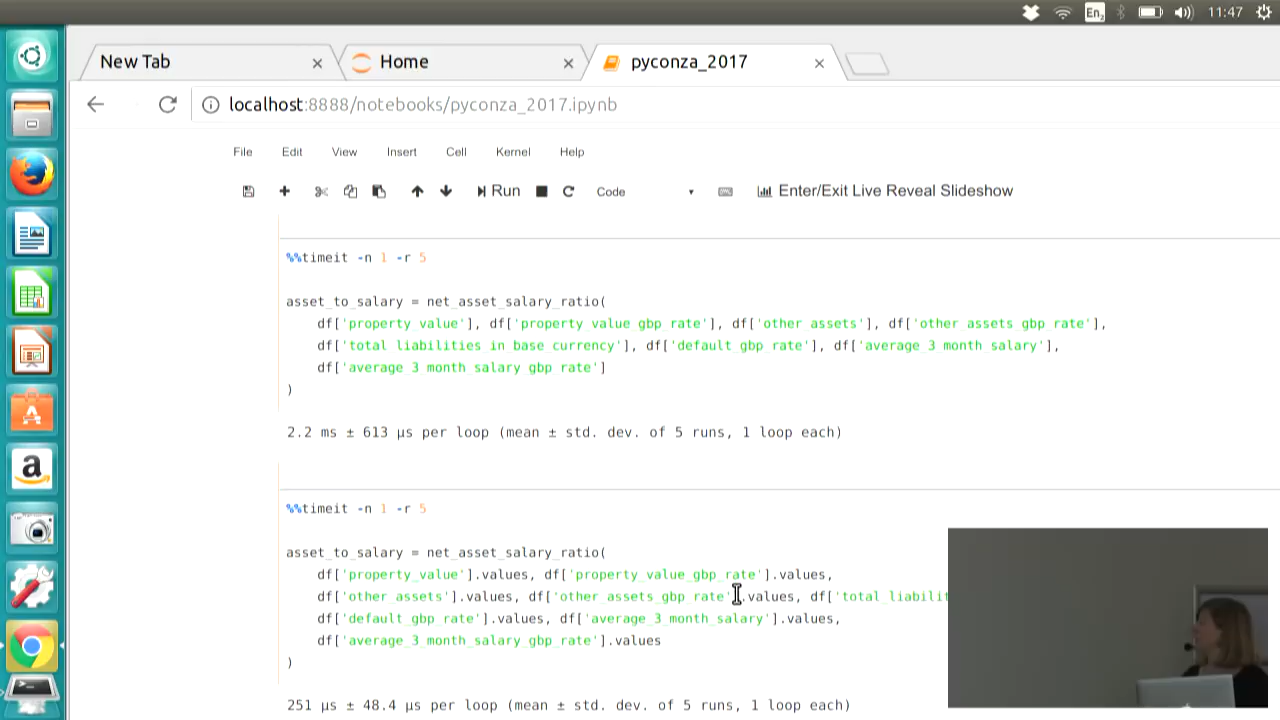 En₂ 11:47
New Tab × Home × pyconza_2017 ×
localhost:8888/notebooks/pyconza_2017.ipynb
File Edit View Insert Cell Kernel Help
Run Code Enter/Exit Live Reveal Slideshow
%%timeit -n 1 -r 5
asset_to_salary = net_asset_salary_ratio(
df['property_value'], df['property_value_gbp_rate'], df['other_assets'], df['other_assets_gbp_rate'],
df['total_liabilities_in_base_currency'], df['default_gbp_rate'], df['average_3_month_salary'],
df['average_3_month_salary_gbp_rate']
)
2.2 ms ± 613 µs per loop (mean ± std. dev. of 5 runs, 1 loop each)
%%timeit -n 1 -r 5
asset_to_salary = net_asset_salary_ratio(
df['property_value'].values, df['property_value_gbp_rate'].values,
df['other_assets'].values, df['other_assets_gbp_rate'].values, df['total_liabilit
df['default_gbp_rate'].values, df['average_3_month_salary'].values,
df['average_3_month_salary_gbp_rate'].values
)
251 µs ± 48.4 µs per loop (mean ± std. dev. of 5 runs, 1 loop each)